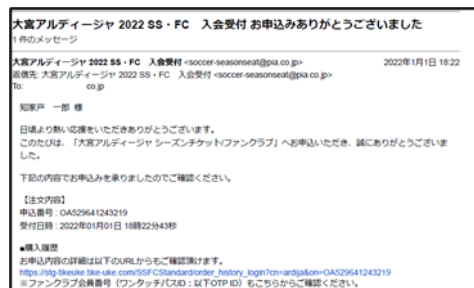 大宮アルディージャ 2022 SS・FC 入会受付 お申込みありがとうございました
1 件のメッセージ
大宮アルディージャ 2022 SS・FC 入会受付 <soccer-seasonseat@pia.co.jp> 2022年1月1日 18:22
返信先: 大宮アルディージャ 2022 SS・FC 入会受付 <soccer-seasonseat@pia.co.jp>
To: co.jp
知家戸 一郎 様
日頃より熱い応援をいただきありがとうございます。
このたびは、「大宮アルディージャ シーズンチケット/ファンクラブ」へお申込いただき、誠にありがとうございま
した。
下記の内容でお申込みを承りましたのでご確認ください。
【注文内容】
申込番号 : OA529641243219
受付日時 : 2022年01月01日 18時22分43秒
■購入履歴
お申込内容の詳細は以下のURLからもご確認頂けます。
https://stg-tikeuke.tike-uke.com/SSFCStandard/order_history_login?cn=ardija&on=OA529641243219
※ファンクラブ会員番号（ワンタッチパスID：以下OTP ID）もこちらからご確認ください。